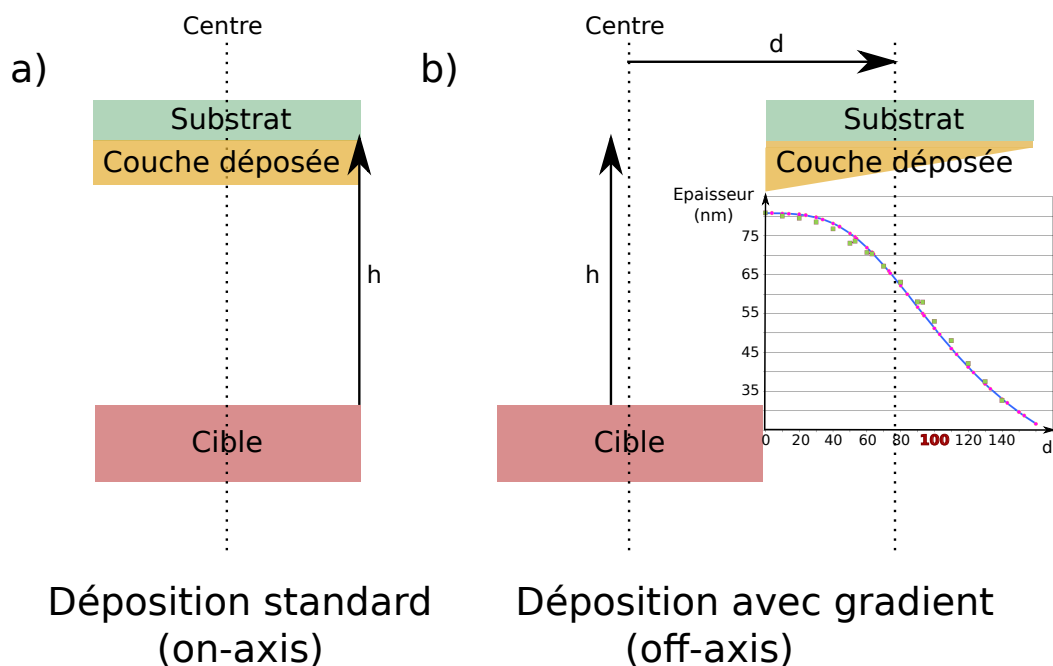 a)
Centre
Substrat
Couche déposée
h
Cible
Déposition standard
(on-axis)
b)
Centre
d
Substrat
Couche déposée
h
Epaisseur
(nm)
75
65
55
45
35
0 20 40 60 80 100 120 140 d
Cible
Déposition avec gradient
(off-axis)